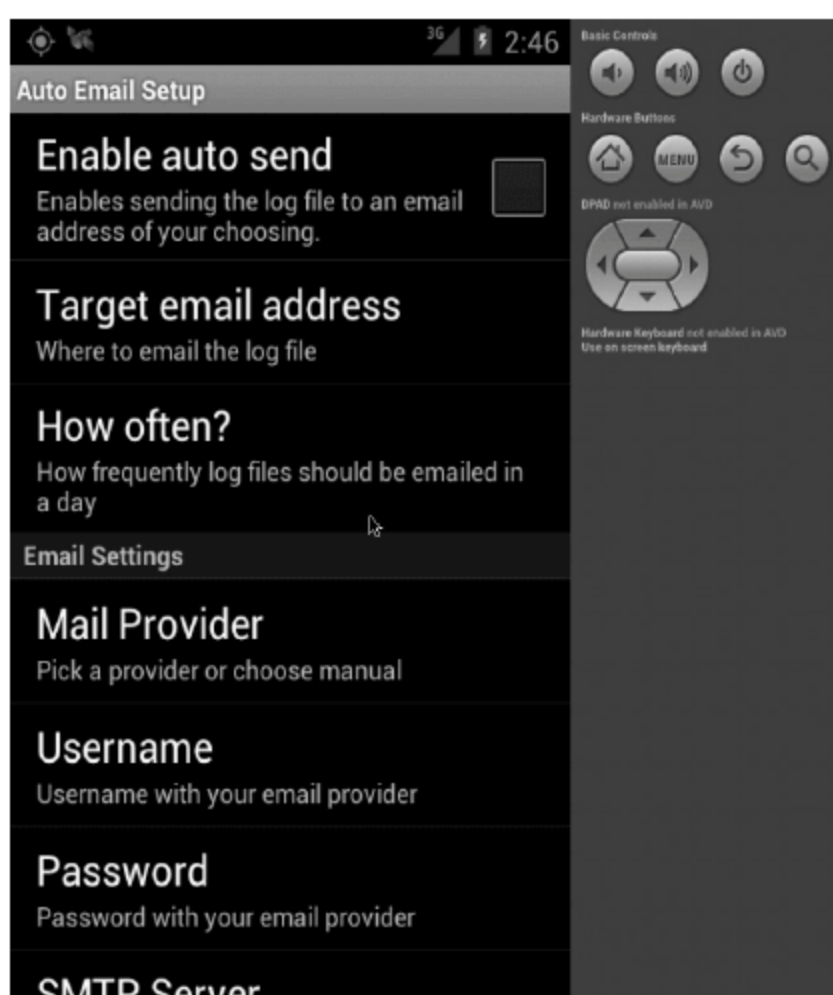 3G 2:46
Auto Email Setup
Enable auto send
Enables sending the log file to an email
address of your choosing.
Target email address
Where to email the log file
How often?
How frequently log files should be emailed in
a day
Email Settings
Mail Provider
Pick a provider or choose manual
Username
Username with your email provider
Password
Password with your email provider
SMTP Server
Basic Controls
Hardware Buttons
MENU
DPAD not enabled in AVD
Hardware Keyboard not enabled in AVD
Use on screen keyboard